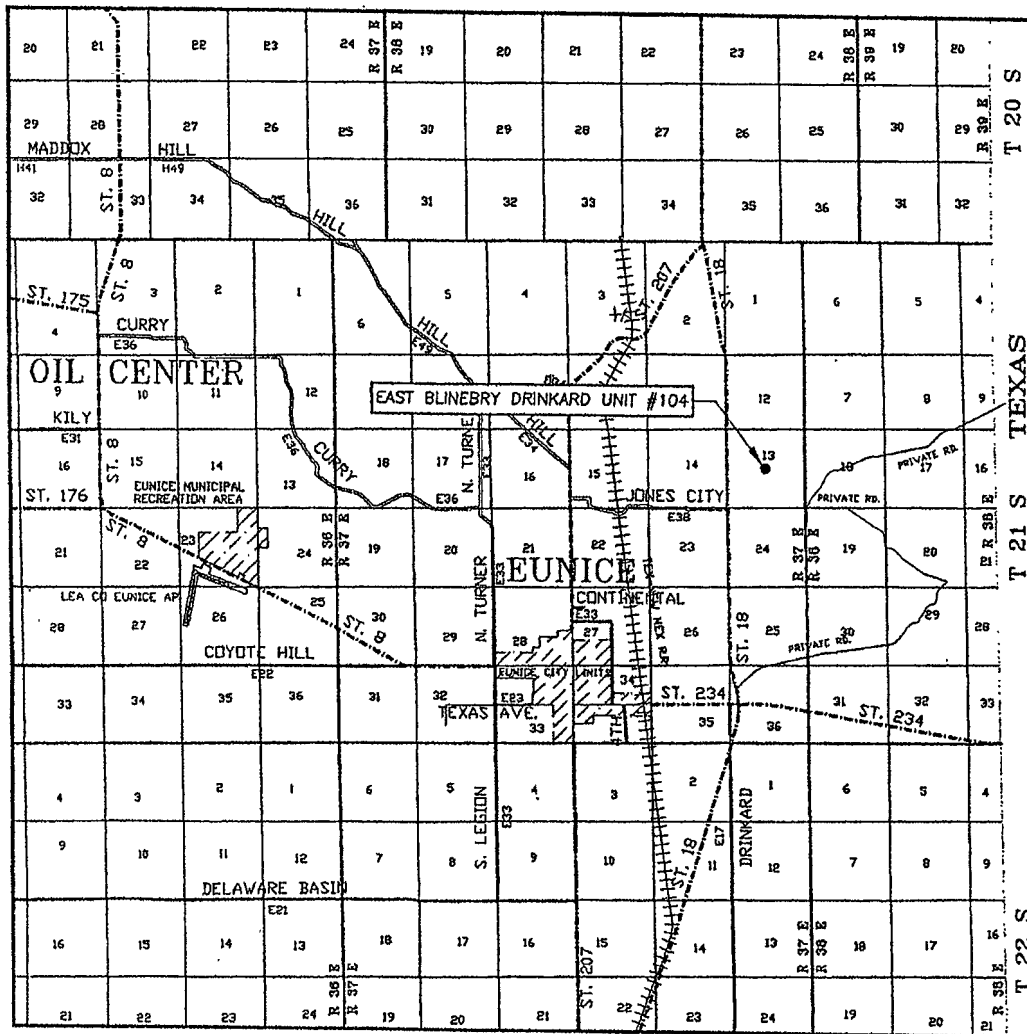 20 21 22 23 24 R 37 E R 38 E 19 20 21 22 23 24 R 38 E R 39 E 19 20
T 20 S
29 28 27 26 25 30 29 28 27 26 25 30 29 R 39 E
MADDOX HILL
H41 H49
32 ST. 8 33 34 36 31 32 33 34 35 36 31 32
HILL
ST. 175 ST. 8 3 2 1 5 4 3 ST. 207 ST. 18 1 6 5 4
4 CURRY 6 HILL 2
E36 E49
OIL CENTER
9 10 11 12 12 7 8 9
EAST BLINEBRY DRINKARD UNIT #104
TEXAS
KILY HILL
E31 E36 CURRY N. TURNE E33 E34
16 ST. 8 15 14 13 18 17 16 15 14 13 18 17 16
PRIVATE RD.
EUNICE MUNICIPAL
RECREATION AREA
ST. 176 E36 JONES CITY PRIVATE RD.
E38
R 36 E R 37 E R 37 E R 38 E T 21 S
21 ST. 8 22 23 24 19 20 21 22 23 24 19 20 21 R 38 E
EUNICE
LEA CO EUNICE AP N. TURNER E33 CONTINENTAL
E33
28 27 26 25 30 29 28 27 26 25 30 29 28
ST. 8 ST. 18 PRIVATE RD.
COYOTE HILL
E22 EUNICE CITY LIMITS
33 34 35 36 31 32 E23 34 ST. 234 31 32 33
TEXAS AVE. 33 4TH 35 36 ST. 234
4 3 2 1 6 5 4 3 2 1 6 5 4
S. LEGION E33 E17 DRINKARD
9 10 11 12 7 8 9 10 ST. 18 11 12 7 8 9
DELAWARE BASIN
E21
16 15 14 13 18 17 16 15 14 13 18 17 16
R 36 E R 37 E ST. 207 R 37 E R 38 E T 22 S
21 22 23 24 19 20 21 22 23 24 19 20 21 R 38 E